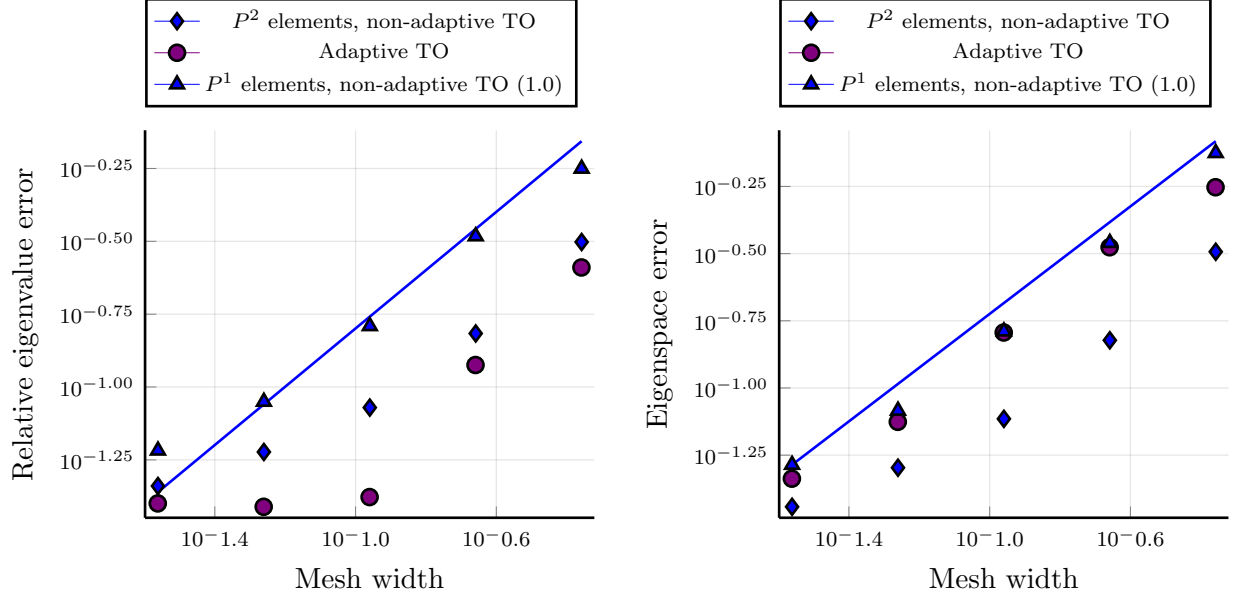 P² elements, non-adaptive TO
Adaptive TO
P¹ elements, non-adaptive TO (1.0)
Relative eigenvalue error
10^−0.25
10^−0.50
10^−0.75
10^−1.00
10^−1.25
10^−1.4
10^−1.0
10^−0.6
Mesh width
P² elements, non-adaptive TO
Adaptive TO
P¹ elements, non-adaptive TO (1.0)
Eigenspace error
10^−0.25
10^−0.50
10^−0.75
10^−1.00
10^−1.25
10^−1.4
10^−1.0
10^−0.6
Mesh width